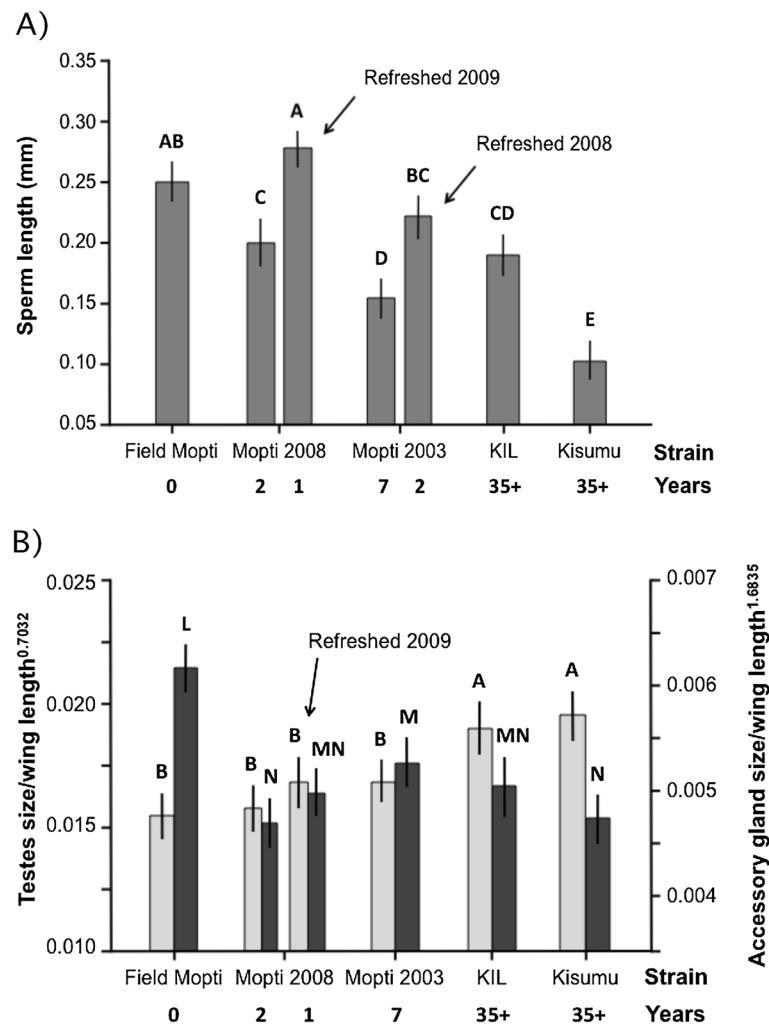 A)
0.35
0.30
0.25
0.20
0.15
0.10
0.05
Sperm length (mm)
Refreshed 2009
Refreshed 2008
AB
C
A
D
BC
CD
E
Field Mopti Mopti 2008 Mopti 2003 KIL Kisumu Strain
0 2 1 7 2 35+ 35+ Years
B)
0.025
0.020
0.015
0.010
Testes size/wing length0.7032
0.007
0.006
0.005
0.004
Accessory gland size/wing length1.6835
Refreshed 2009
B
L
B
N
B
MN
B
M
A
MN
A
N
Field Mopti Mopti 2008 Mopti 2003 KIL Kisumu Strain
0 2 1 7 35+ 35+ Years